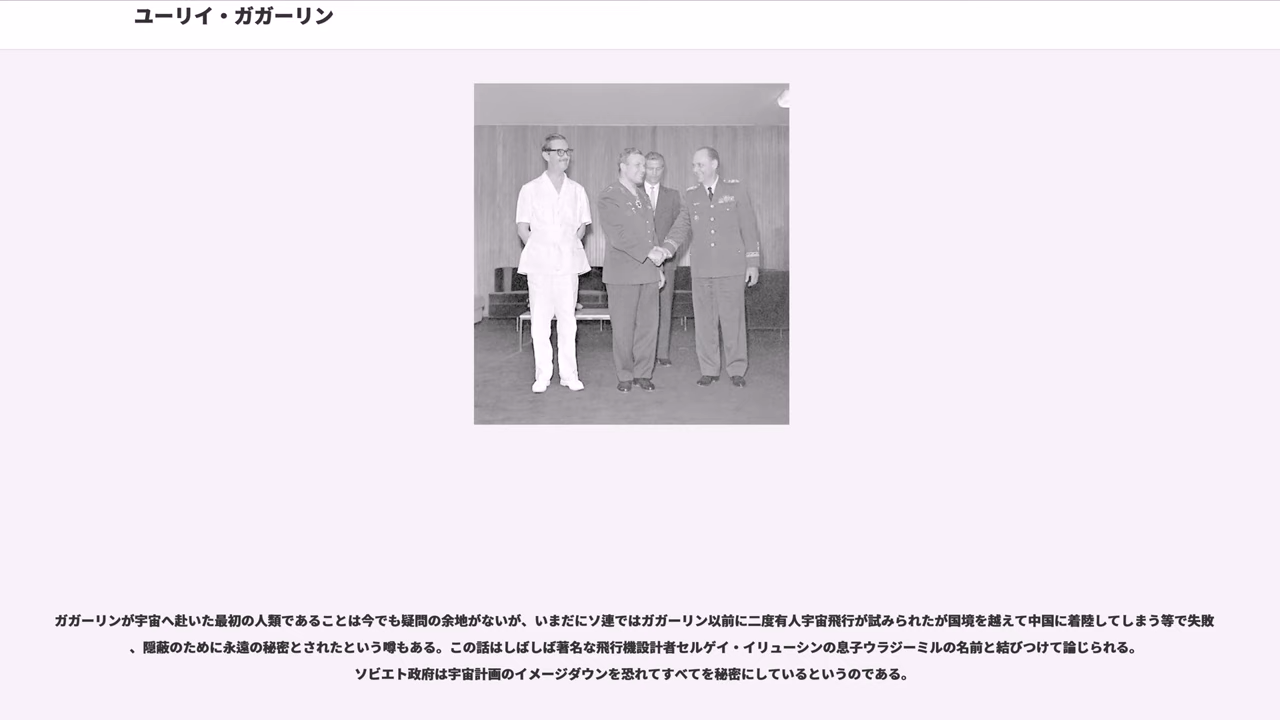 ユーリイ・ガガーリン
ガガーリンが宇宙へ赴いた最初の人類であることは今でも疑問の余地がないが、いまだにソ連ではガガーリン以前に二度有人宇宙飛行が試みられたが国境を越えて中国に着陸してしまう等で失敗
、隠蔽のために永遠の秘密とされたという噂もある。この話はしばしば著名な飛行機設計者セルゲイ・イリューシンの息子ウラジーミルの名前と結びつけて論じられる。
ソビエト政府は宇宙計画のイメージダウンを恐れてすべてを秘密にしているというのである。